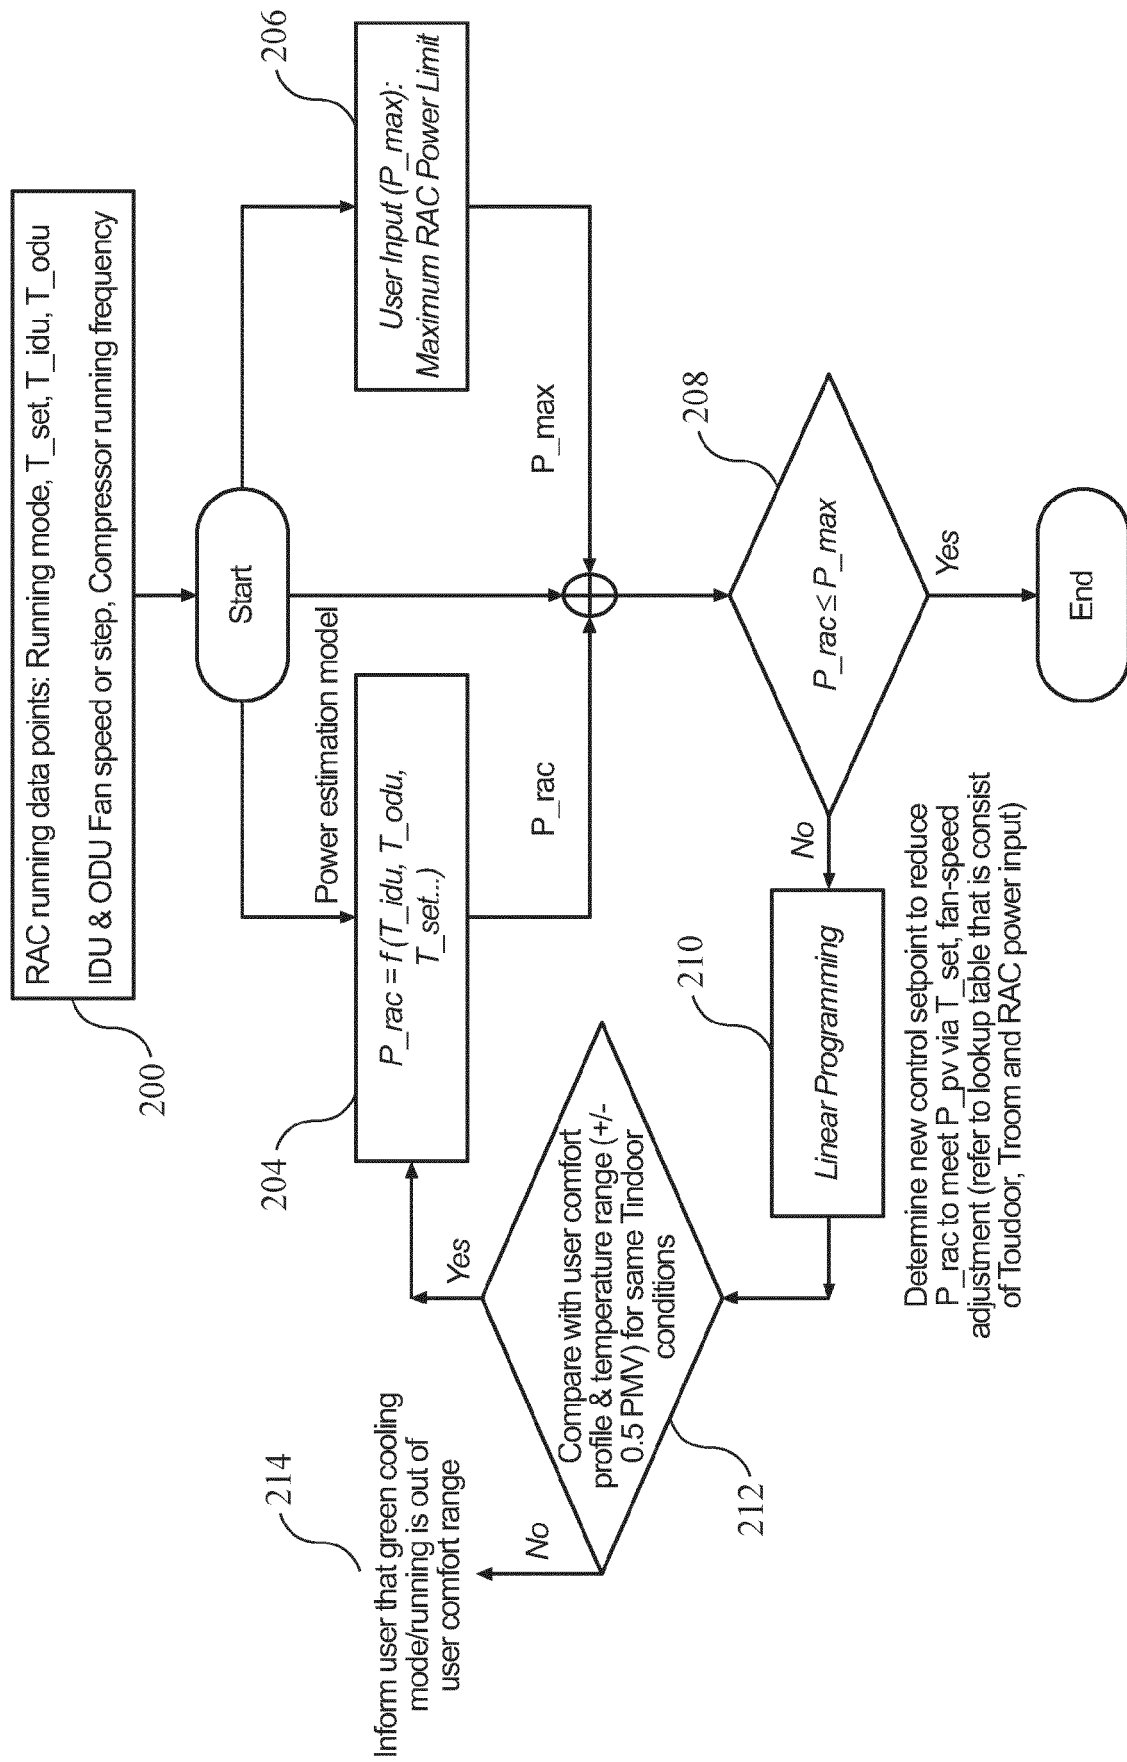 RAC running data points: Running mode, T_set, T_idu, T_odu
IDU & ODU Fan speed or step, Compressor running frequency
200
Start
Power estimation model
204
P_rac = f (T_idu, T_odu,
T_set...)
206
User Input (P_max):
Maximum RAC Power Limit
P_rac
P_max
208
P_rac ≤ P_max
Yes
End
No
210
Linear Programming
Determine new control setpoint to reduce
P_rac to meet P_pv via T_set, fan-speed
adjustment (refer to lookup table that is consist
of Toudoor, Troom and RAC power input)
Compare with user comfort
profile & temperature range (+/-
0.5 PMV) for same Tindoor
conditions
212
Yes
No
214
Inform user that green cooling
mode/running is out of
user comfort range